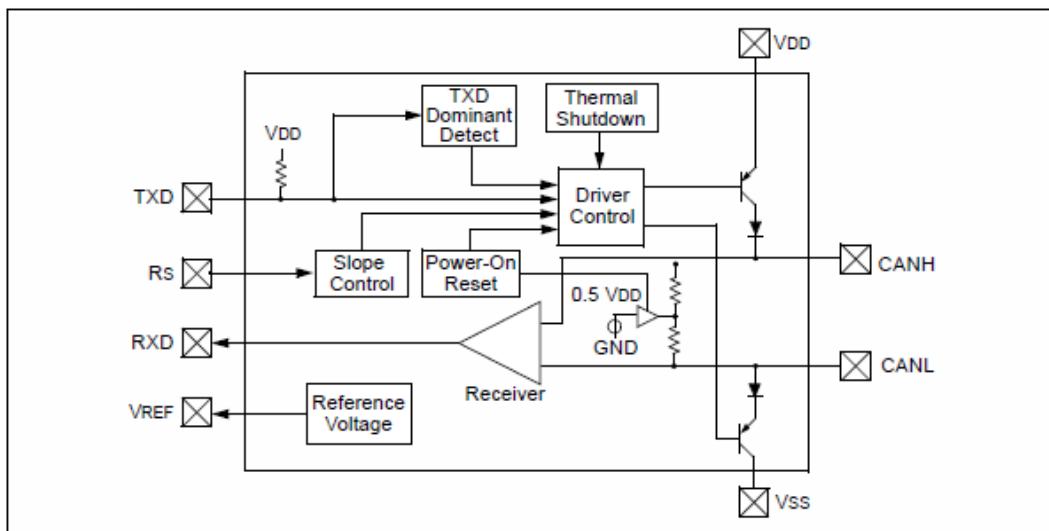 VDD
TXD
Dominant
Detect
Thermal
Shutdown
VDD
TXD
Driver
Control
RS
Slope
Control
Power-On
Reset
CANH
0.5 VDD
GND
RXD
Receiver
CANL
VREF
Reference
Voltage
VSS